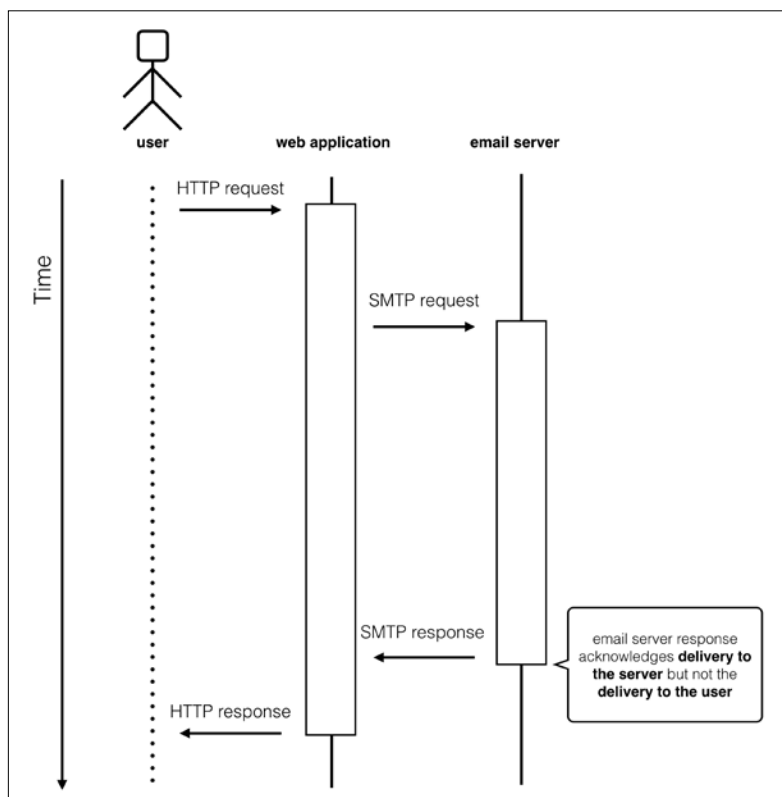 user
web application
email server
HTTP request
Time
SMTP request
SMTP response
email server response
acknowledges delivery to
the server but not the
delivery to the user
HTTP response